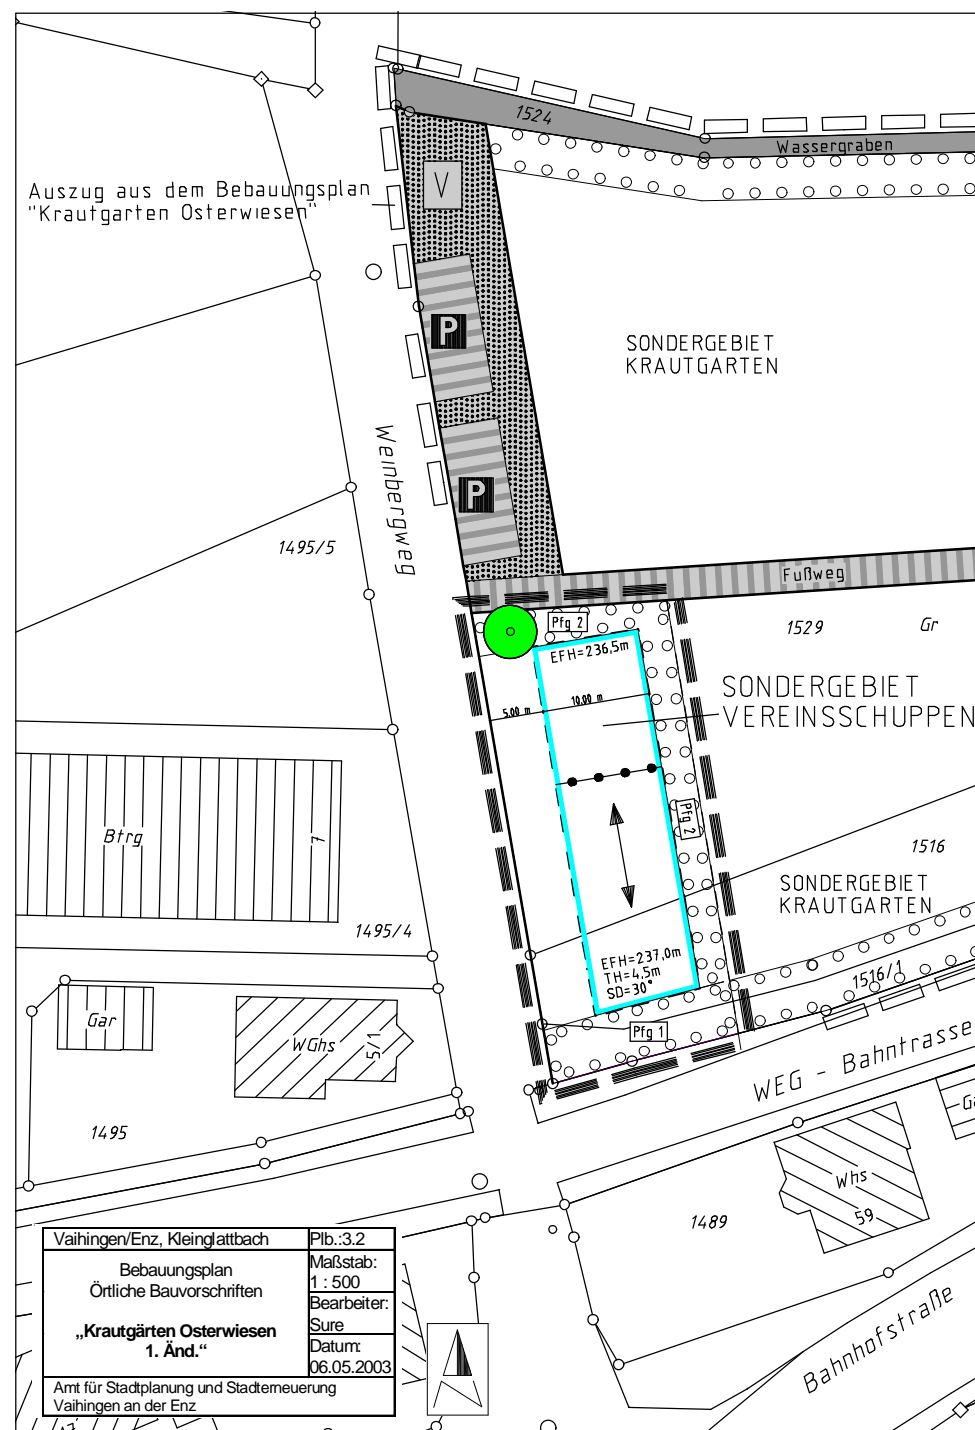 1524
Wassergraben
Auszug aus dem Bebauungsplan
"Krautgarten Osterwiesen"
V
P
SONDERGEBIET
KRAUTGARTEN
Weinbergweg
P
1495/5
Fußweg
Pfg 2
1529
Gr
EFH=236,5m
SONDERGEBIET
VEREINSSCHUPPEN
5.00 m
10.00 m
Pfg 2
Btrg
7
1516
SONDERGEBIET
KRAUTGARTEN
1495/4
EFH=237,0m
TH=4,5m
SD=30°
1516/1
Gar
WGhs
5/1
Pfg 1
WEG - Bahntrasse
Ga
1495
Whs
59
1489
Bahnhofstraße
Vaihingen/Enz, Kleinglattbach
Plb.:3.2
Bebauungsplan
Örtliche Bauvorschriften
„Krautgärten Osterwiesen
1. Änd.“
Maßstab:
1 : 500
Bearbeiter:
Sure
Datum:
06.05.2003
Amt für Stadtplanung und Stadterneuerung
Vaihingen an der Enz